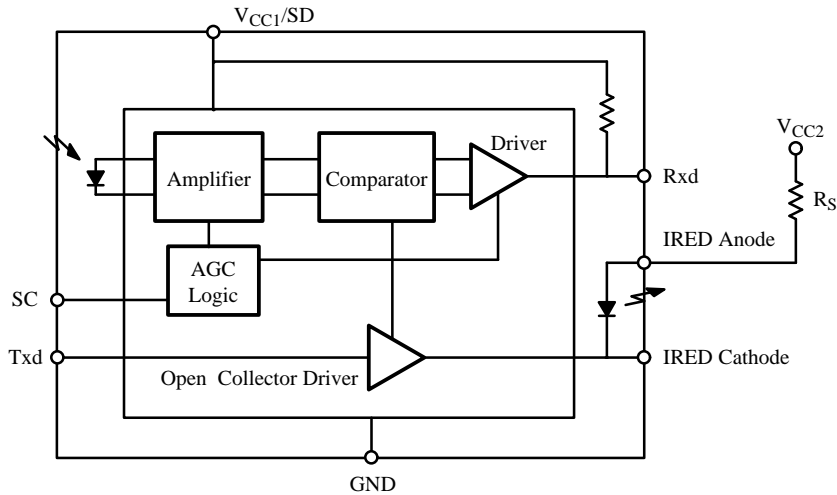 VCC1/SD
Driver
VCC2
Amplifier
Comparator
Rxd
RS
IRED Anode
AGC
Logic
SC
Txd
Open Collector Driver
IRED Cathode
GND